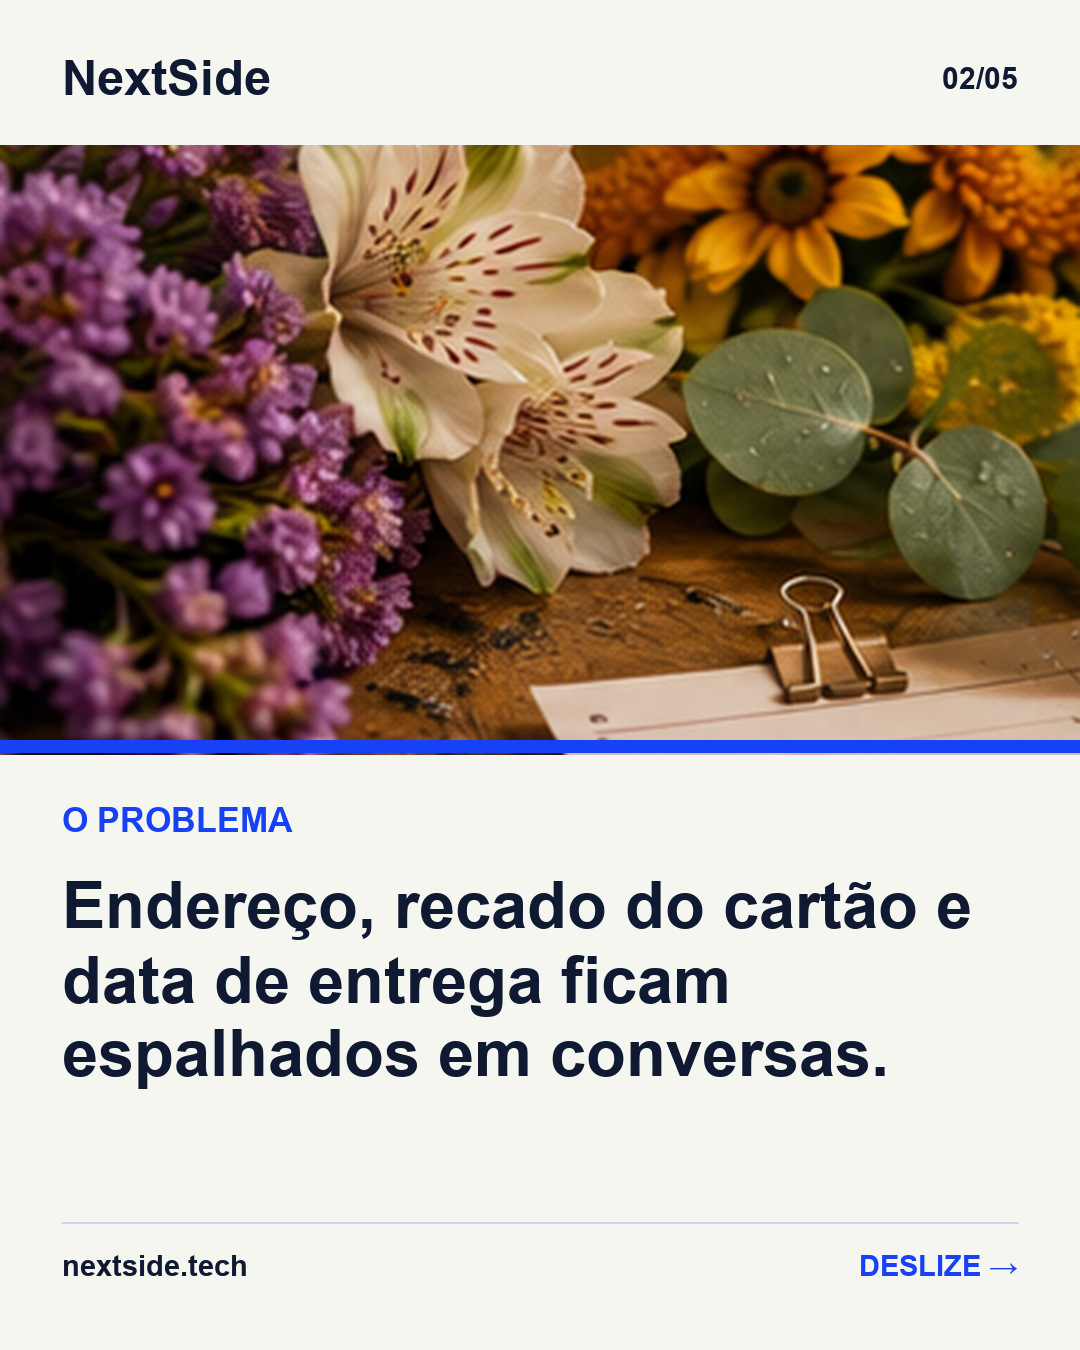 NextSide
02/05
O PROBLEMA
Endereço, recado do cartão e
data de entrega ficam
espalhados em conversas.
nextside.tech
DESLIZE →